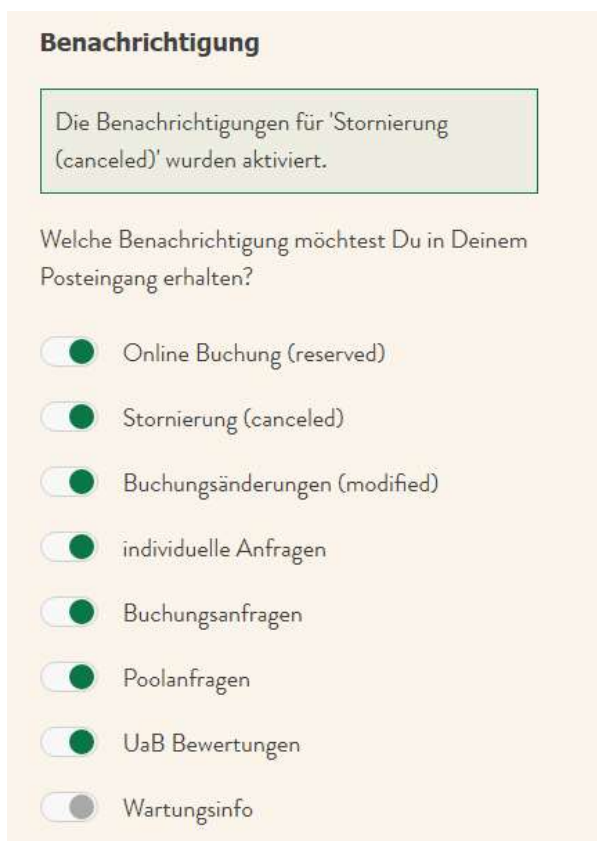 Benachrichtigung
Die Benachrichtigungen für 'Stornierung
(canceled)' wurden aktiviert.
Welche Benachrichtigung möchtest Du in Deinem
Posteingang erhalten?
Online Buchung (reserved)
Stornierung (canceled)
Buchungsänderungen (modified)
individuelle Anfragen
Buchungsanfragen
Poolanfragen
UaB Bewertungen
Wartungsinfo